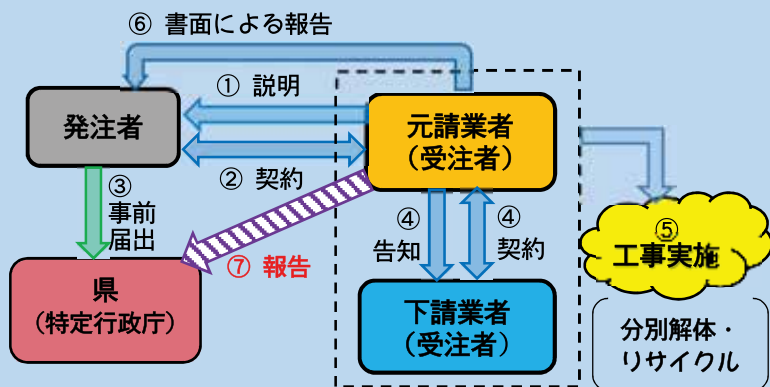 ⑥ 書面による報告
① 説明
発注者
元請業者
(受注者)
② 契約
③
事前
届出
④
告知
④
契約
⑤
工事実施
⑦ 報告
県
(特定行政庁)
下請業者
(受注者)
分別解体・
リサイクル